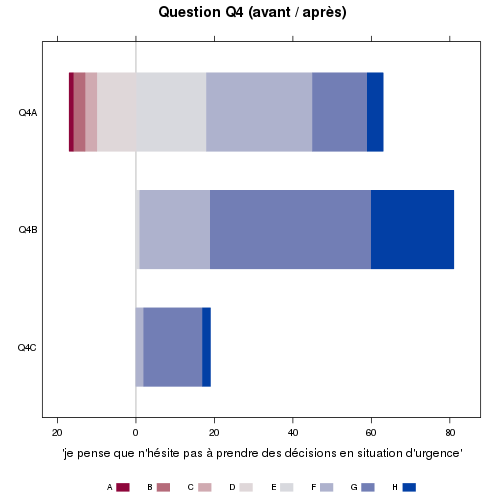 Question Q4 (avant / après)
Q4A
Q4B
Q4C
20 0 20 40 60 80
'je pense que n'hésite pas à prendre des décisions en situation d'urgence'
A B C D E F G H